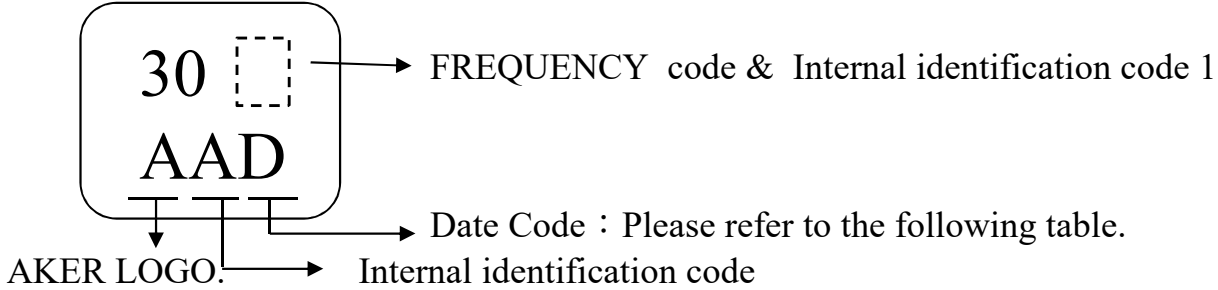 30 FREQUENCY code & Internal identification code 1
AAD
Date Code：Please refer to the following table.
AKER LOGO. Internal identification code